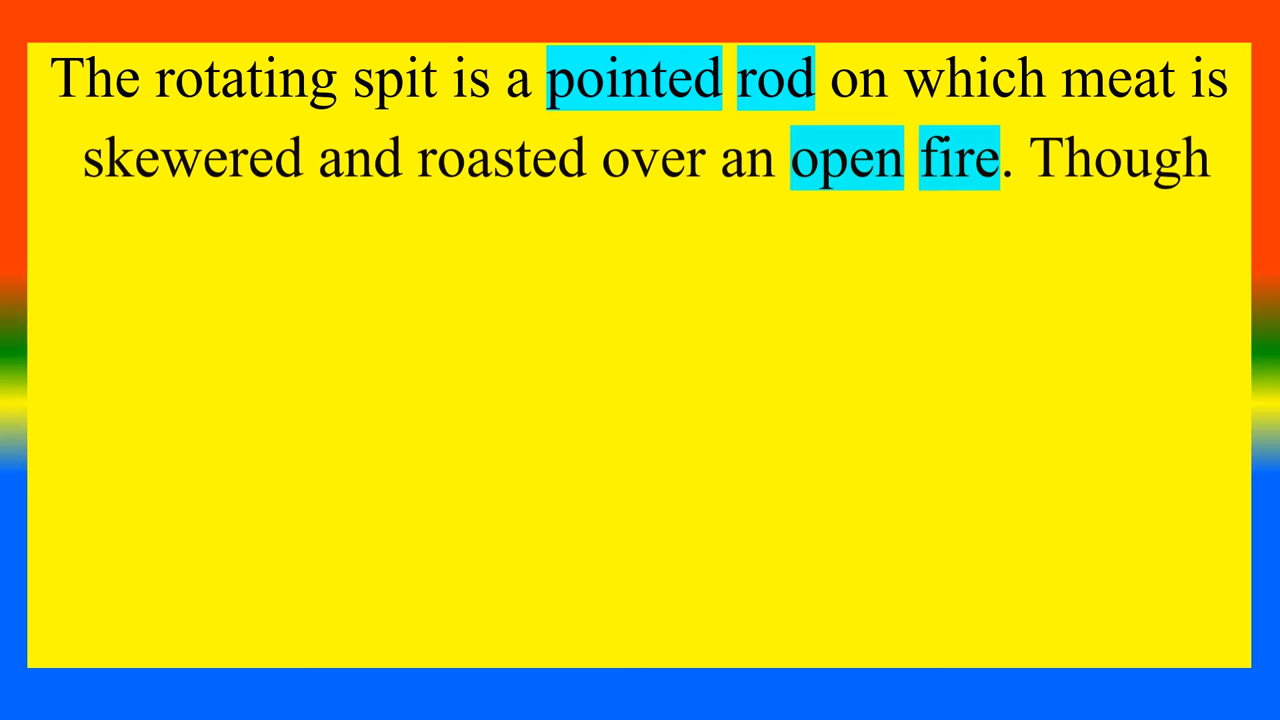 The rotating spit is a pointed rod on which meat is
skewered and roasted over an open fire. Though